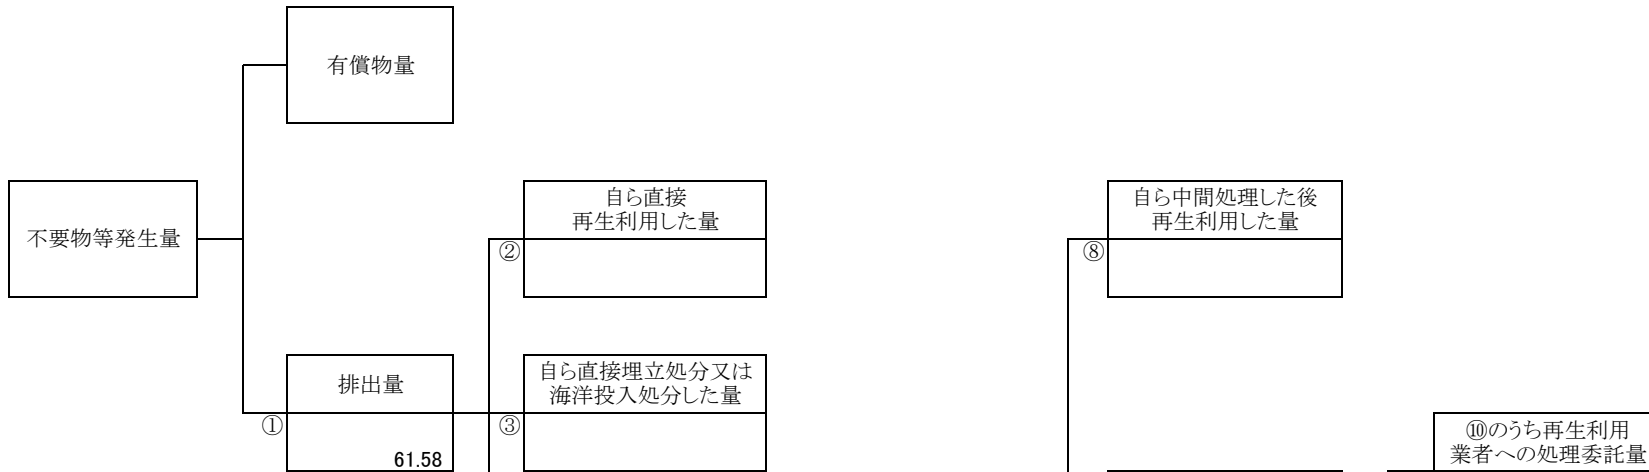 有償物量
不要物等発生量
自ら直接
再生利用した量
②
自ら中間処理した後
再生利用した量
⑧
排出量
①
61.58
自ら直接埋立処分又は
海洋投入処分した量
③
⑩のうち再生利用
業者への処理委託量